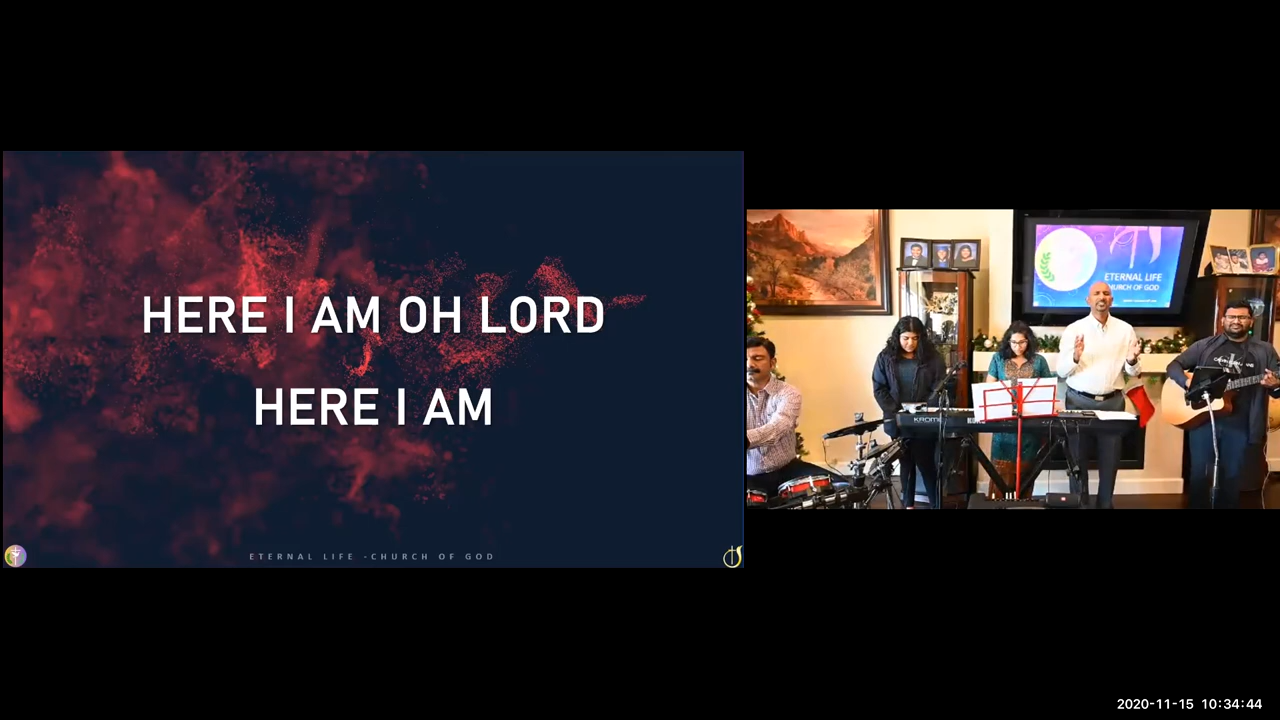 HERE I AM OH LORD
HERE I AM
ETERNAL LIFE -CHURCH OF GOD
ETERNAL LIFE
CHURCH OF GOD
KROME
2020-11-15 10:34:44